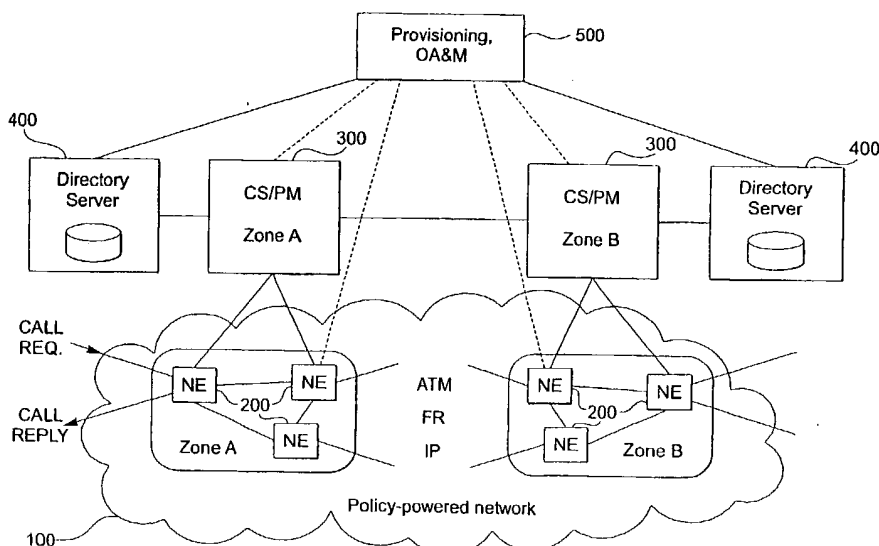 Provisioning,
OA&M
500
400
300
300
400
Directory
Server
CS/PM
Zone A
CS/PM
Zone B
Directory
Server
CALL
REQ.
CALL
REPLY
NE
NE
200
NE
Zone A
ATM
FR
IP
NE
NE
200
NE
Zone B
Policy-powered network
100